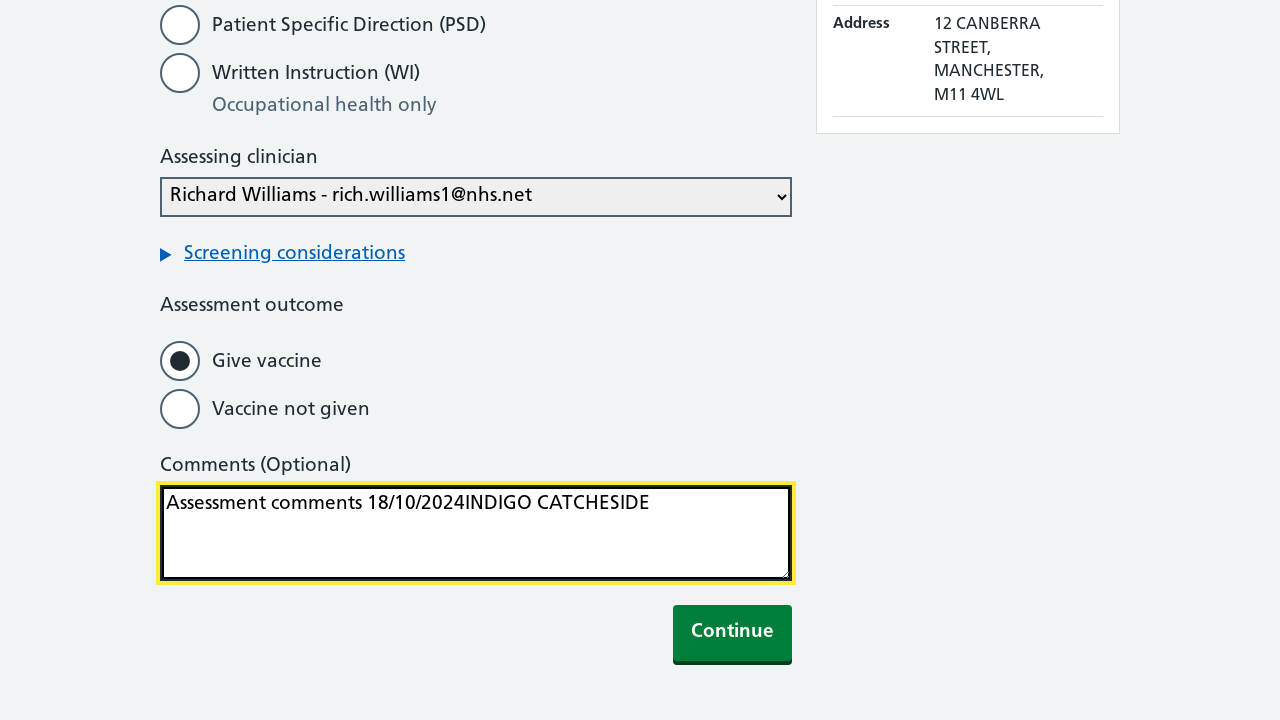 Patient Specific Direction (PSD)
Written Instruction (WI)
Occupational health only
Assessing clinician
Richard Williams - rich.williams1@nhs.net
Screening considerations
Assessment outcome
Give vaccine
Vaccine not given
Comments (Optional)
Assessment comments 18/10/2024INDIGO CATCHESIDE
Continue
Address
12 CANBERRA
STREET,
MANCHESTER,
M11 4WL